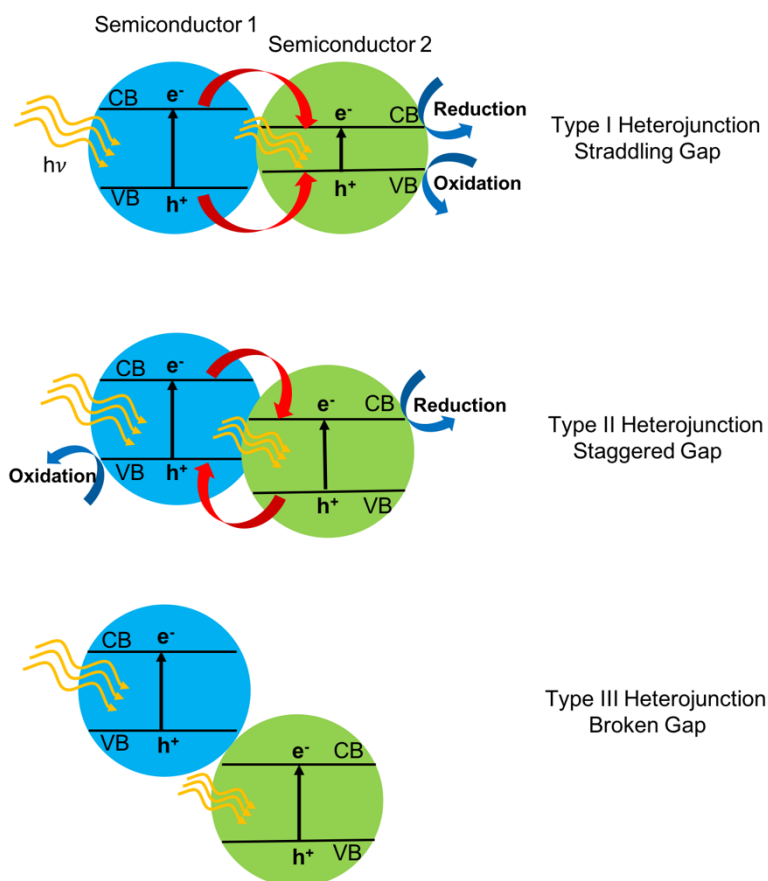 Semiconductor 1
Semiconductor 2
CB
e-
CB
Reduction
e-
hν
Type I Heterojunction
Straddling Gap
VB
h+
h+
VB
Oxidation
CB
e-
e-
CB
Reduction
Type II Heterojunction
Staggered Gap
Oxidation
VB
h+
h+
VB
CB
e-
Type III Heterojunction
Broken Gap
VB
h+
e-
CB
h+
VB